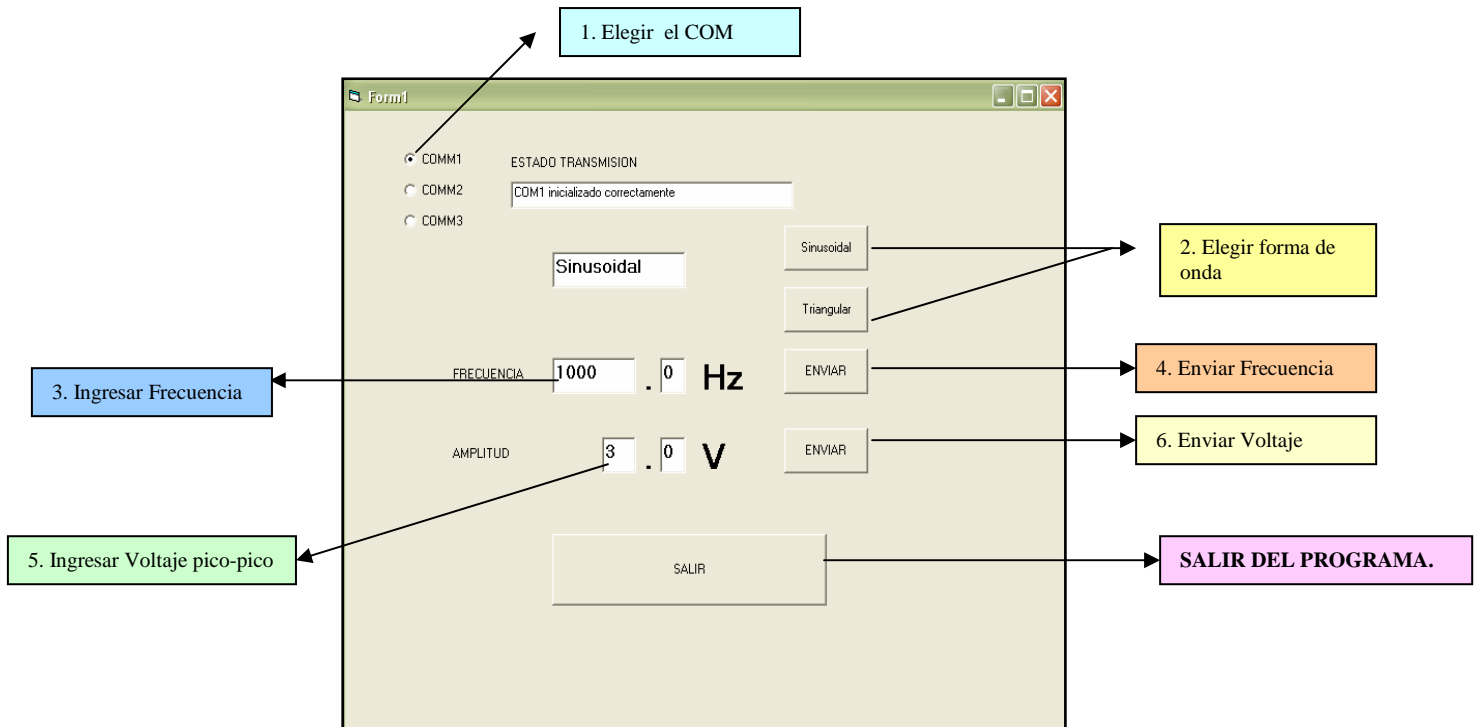 1. Elegir el COM
Form1
COMM1
ESTADO TRANSMISION
COMM2
COM1 inicializado correctamente
COMM3
Sinusoidal
Sinusoidal
2. Elegir forma de
onda
Triangular
3. Ingresar Frecuencia
FRECUENCIA
1000 . 0 Hz
ENVIAR
4. Enviar Frecuencia
AMPLITUD
3 . 0 V
ENVIAR
6. Enviar Voltaje
5. Ingresar Voltaje pico-pico
SALIR
SALIR DEL PROGRAMA.